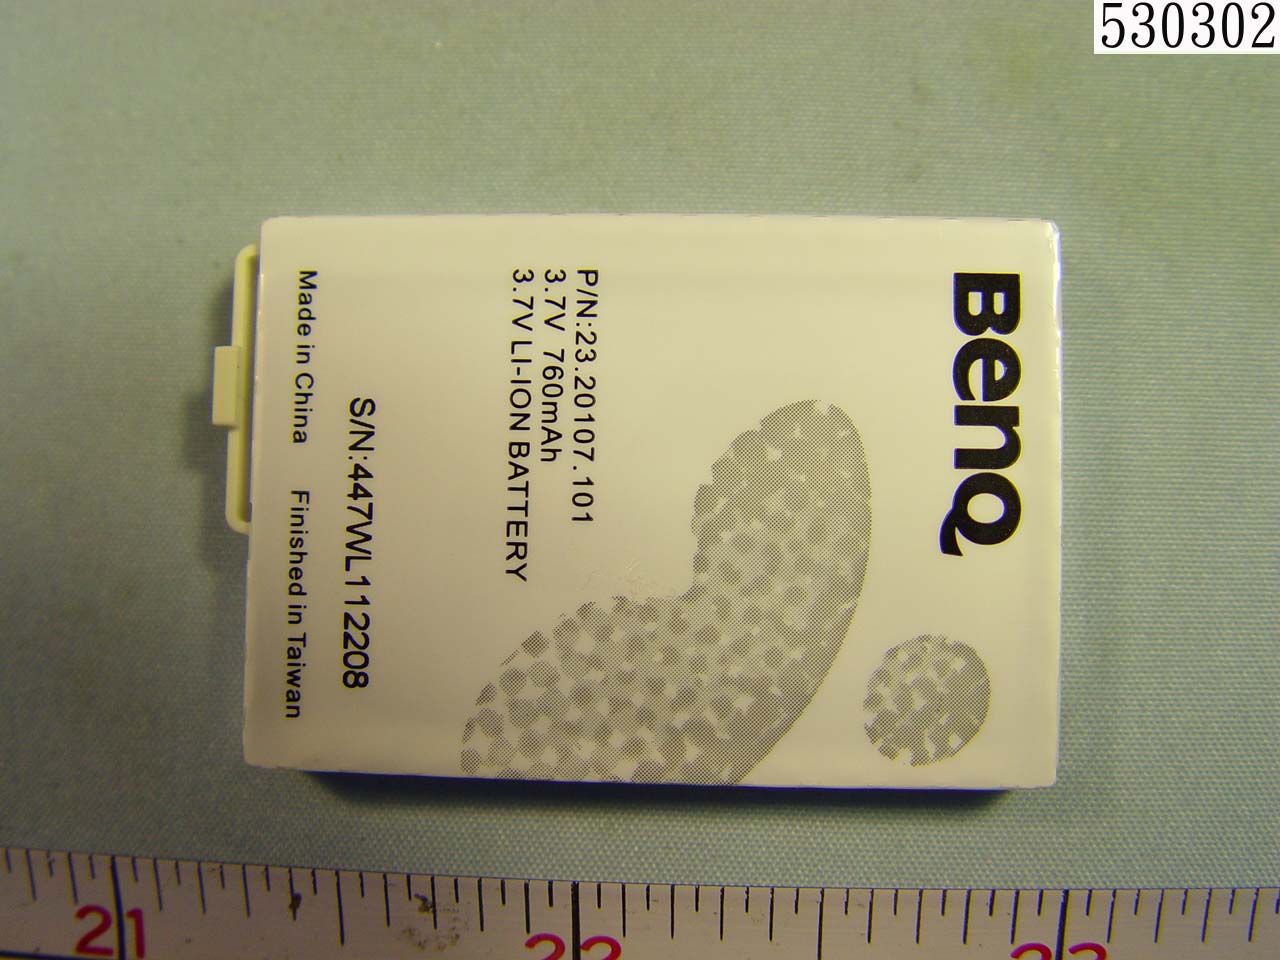 530302
BenQ
P/N:23.20107.101
3.7V 760mAh
3.7V LI-ION BATTERY
S/N:447WL112208
Made in China Finished in Taiwan
21 22 23